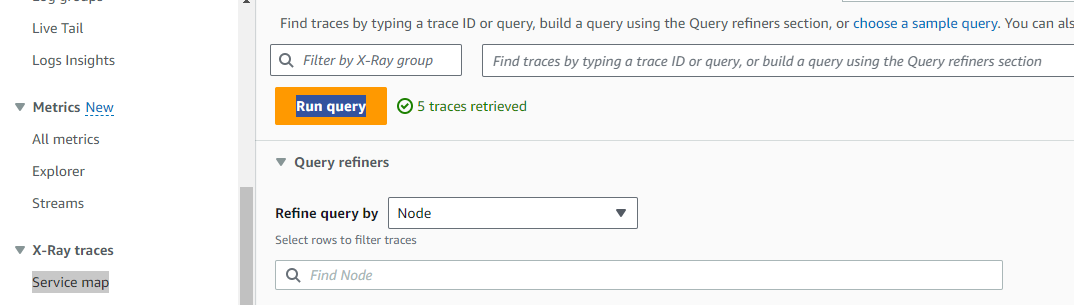 Log groups
Live Tail
Logs Insights
Metrics New
All metrics
Explorer
Streams
X-Ray traces
Service map
Find traces by typing a trace ID or query, build a query using the Query refiners section, or choose a sample query. You can als
Filter by X-Ray group
Find traces by typing a trace ID or query, or build a query using the Query refiners section
Run query
5 traces retrieved
Query refiners
Refine query by Node
Select rows to filter traces
Find Node